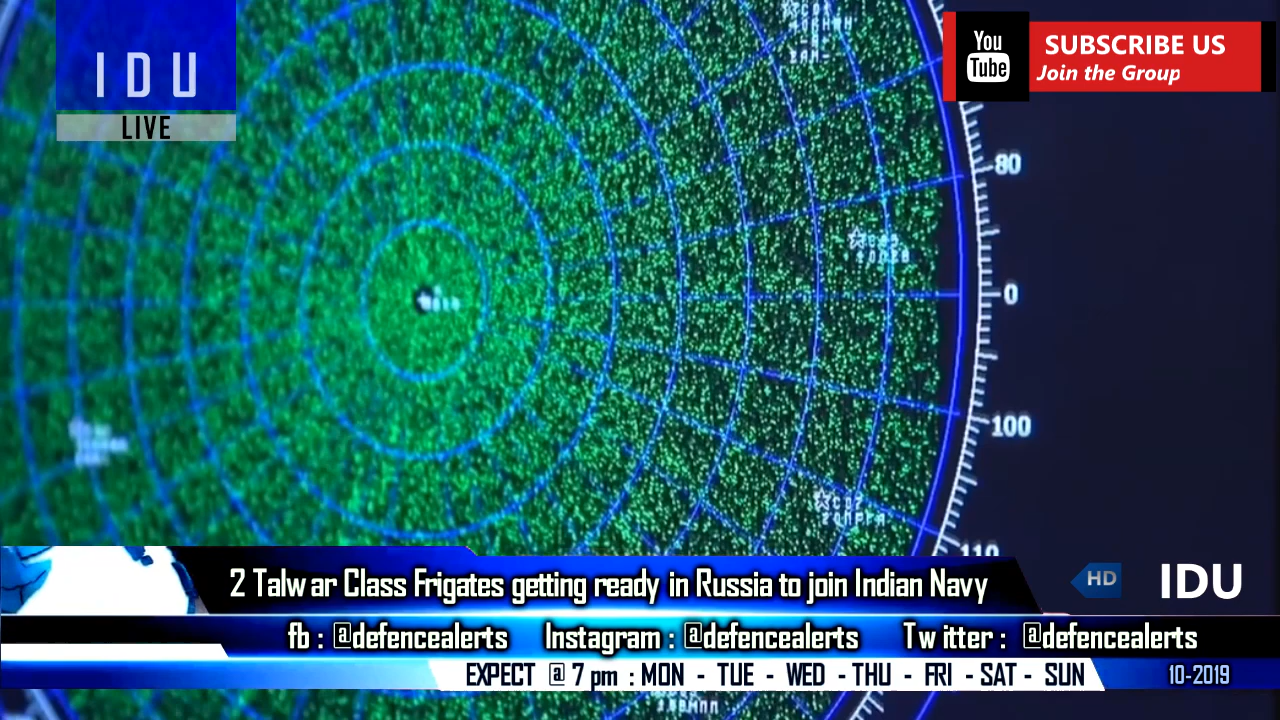 IDU
LIVE
You
Tube
SUBSCRIBE US
Join the Group
80
0
100
110
2 Talwar Class Frigates getting ready in Russia to join Indian Navy
HD
IDU
fb : @defencealerts Instagram : @defencealerts Twitter : @defencealerts
EXPECT @ 7 pm : MON - TUE - WED - THU - FRI - SAT - SUN
10-2019